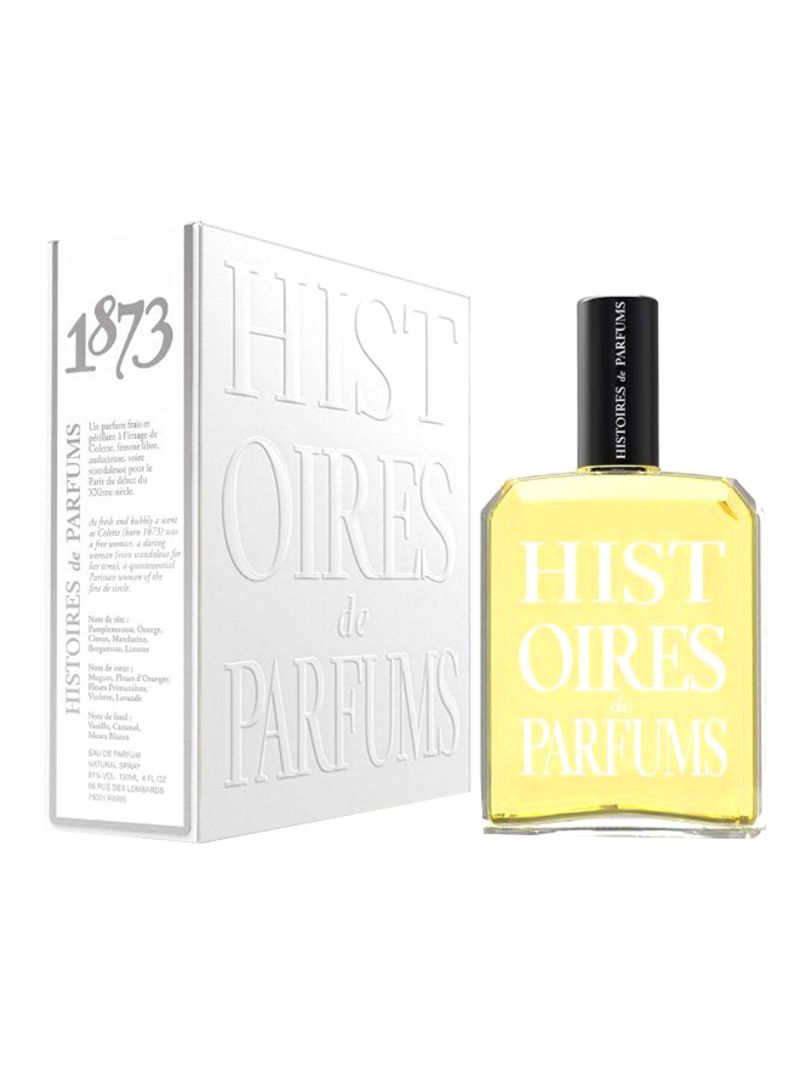 1873
HISTOIRES de PARFUMS
Un parfum frais et
pétillant à l'image de
Colette, femme libre,
audacieuse, voire
scandaleuse pour le
Paris du début du
XXème siècle.
As fresh and bubbly a scent
as Colette (born 1873) was
a free woman, a daring
woman (even scandalous for
her time), a quintessential
Parisian woman of the
fine de siecle.
Note de tête :
Pamplemousse, Orange,
Citron, Mandarine,
Bergamote, Limette
Note de cœur :
Muguet, Fleurs d'Oranger,
Fleurs Printanières,
Violette, Lavande
Note de fond :
Vanille, Caramel,
Muscs Blancs
EAU DE PARFUM
NATURAL SPRAY
91%VOL 120ML 4 FL OZ
56 RUE DES LOMBARDS
75001 PARIS
HIST
OIRES
de
PARFUMS
HISTOIRES de PARFUMS
HIST
OIRES
de
PARFUMS